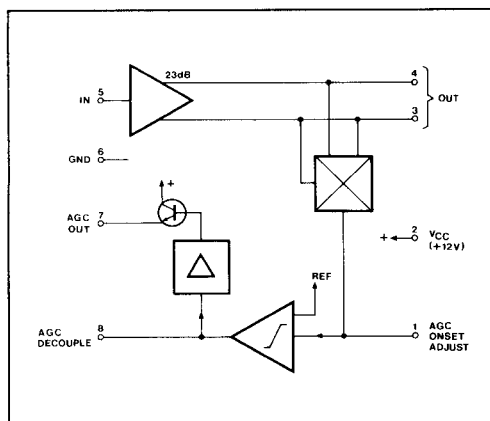 23dB
IN 5
4
OUT
3
GND 6
AGC OUT 7
+
+ 2 VCC (+12V)
REF
AGC DECOUPLE 8
1 AGC ONSET ADJUST